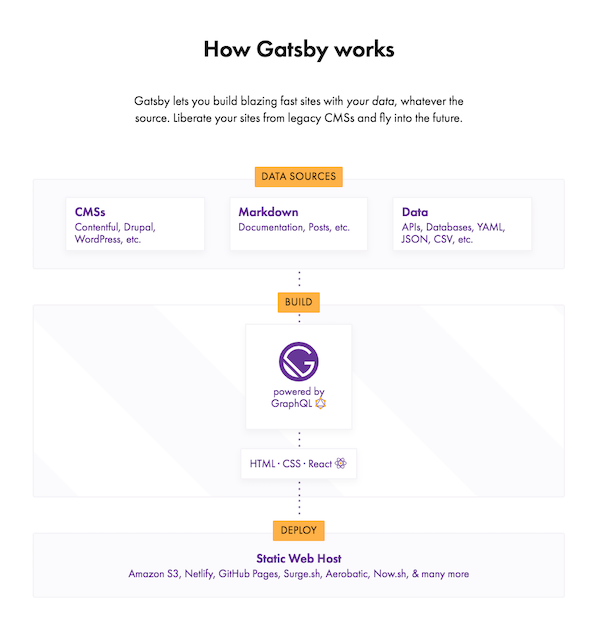 How Gatsby works
Gatsby lets you build blazing fast sites with your data, whatever the
source. Liberate your sites from legacy CMSs and fly into the future.
DATA SOURCES
CMSs
Contentful, Drupal,
WordPress, etc.
Markdown
Documentation, Posts, etc.
Data
APIs, Databases, YAML,
JSON, CSV, etc.
BUILD
powered by
GraphQL
HTML · CSS · React
DEPLOY
Static Web Host
Amazon S3, Netlify, GitHub Pages, Surge.sh, Aerobatic, Now.sh, & many more